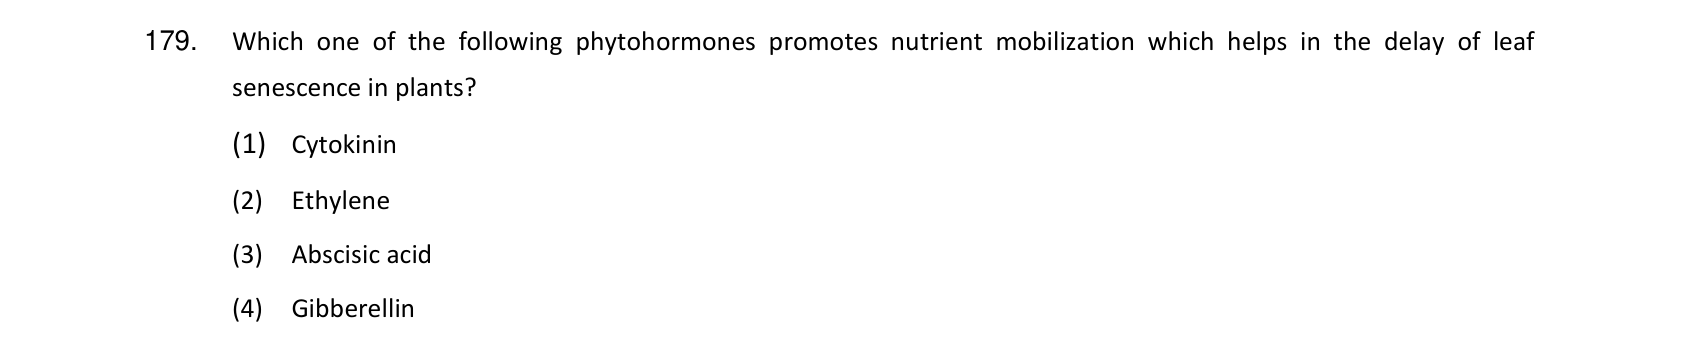 179. Which one of the following phytohormones promotes nutrient mobilization which helps in the delay of leaf
senescence in plants?
(1) Cytokinin
(2) Ethylene
(3) Abscisic acid
(4) Gibberellin